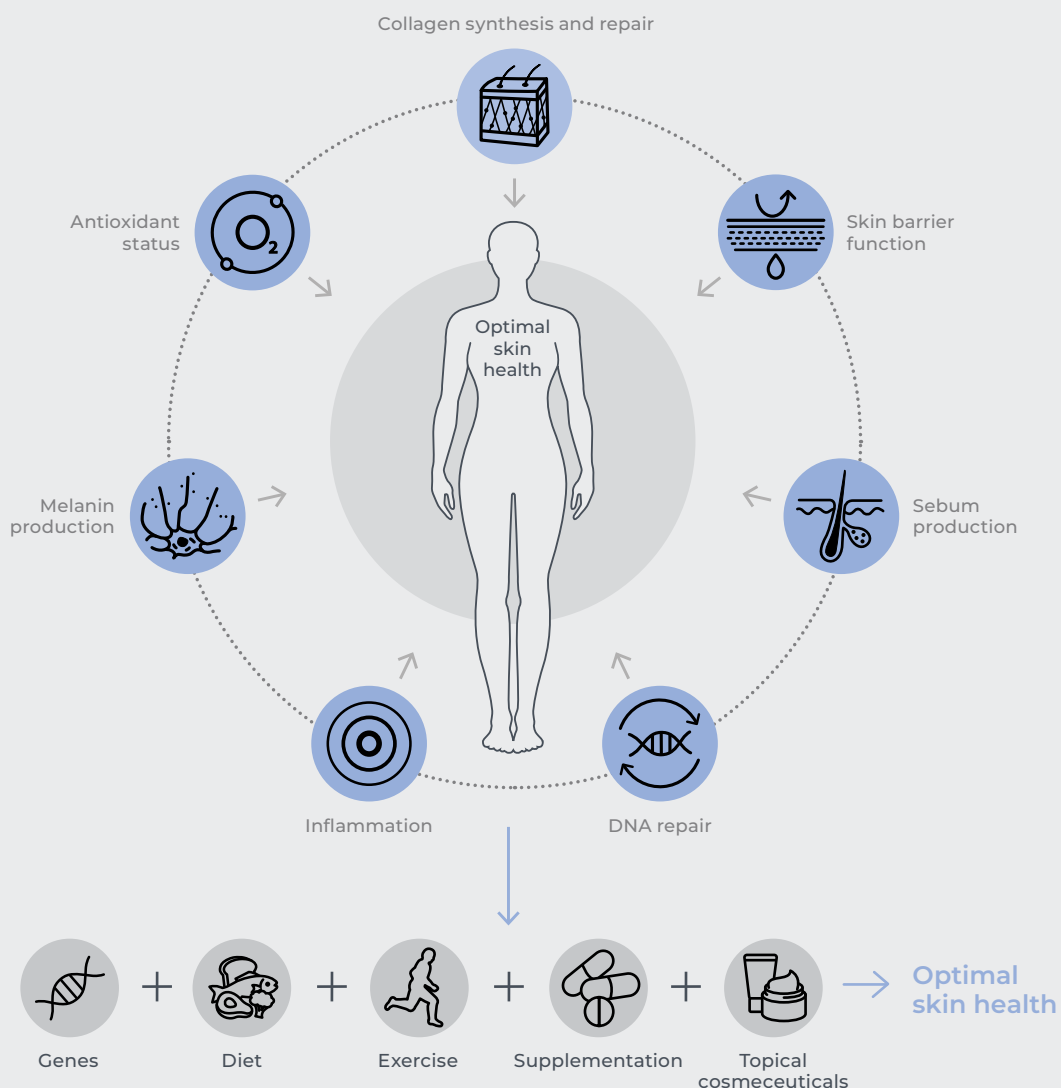 Collagen synthesis and repair
Antioxidant
status
O2
Skin barrier
function
Optimal
skin
health
Melanin
production
Sebum
production
Inflammation
DNA repair
+
+
+
+
Optimal
skin health
Genes
Diet
Exercise
Supplementation
Topical
cosmeceuticals